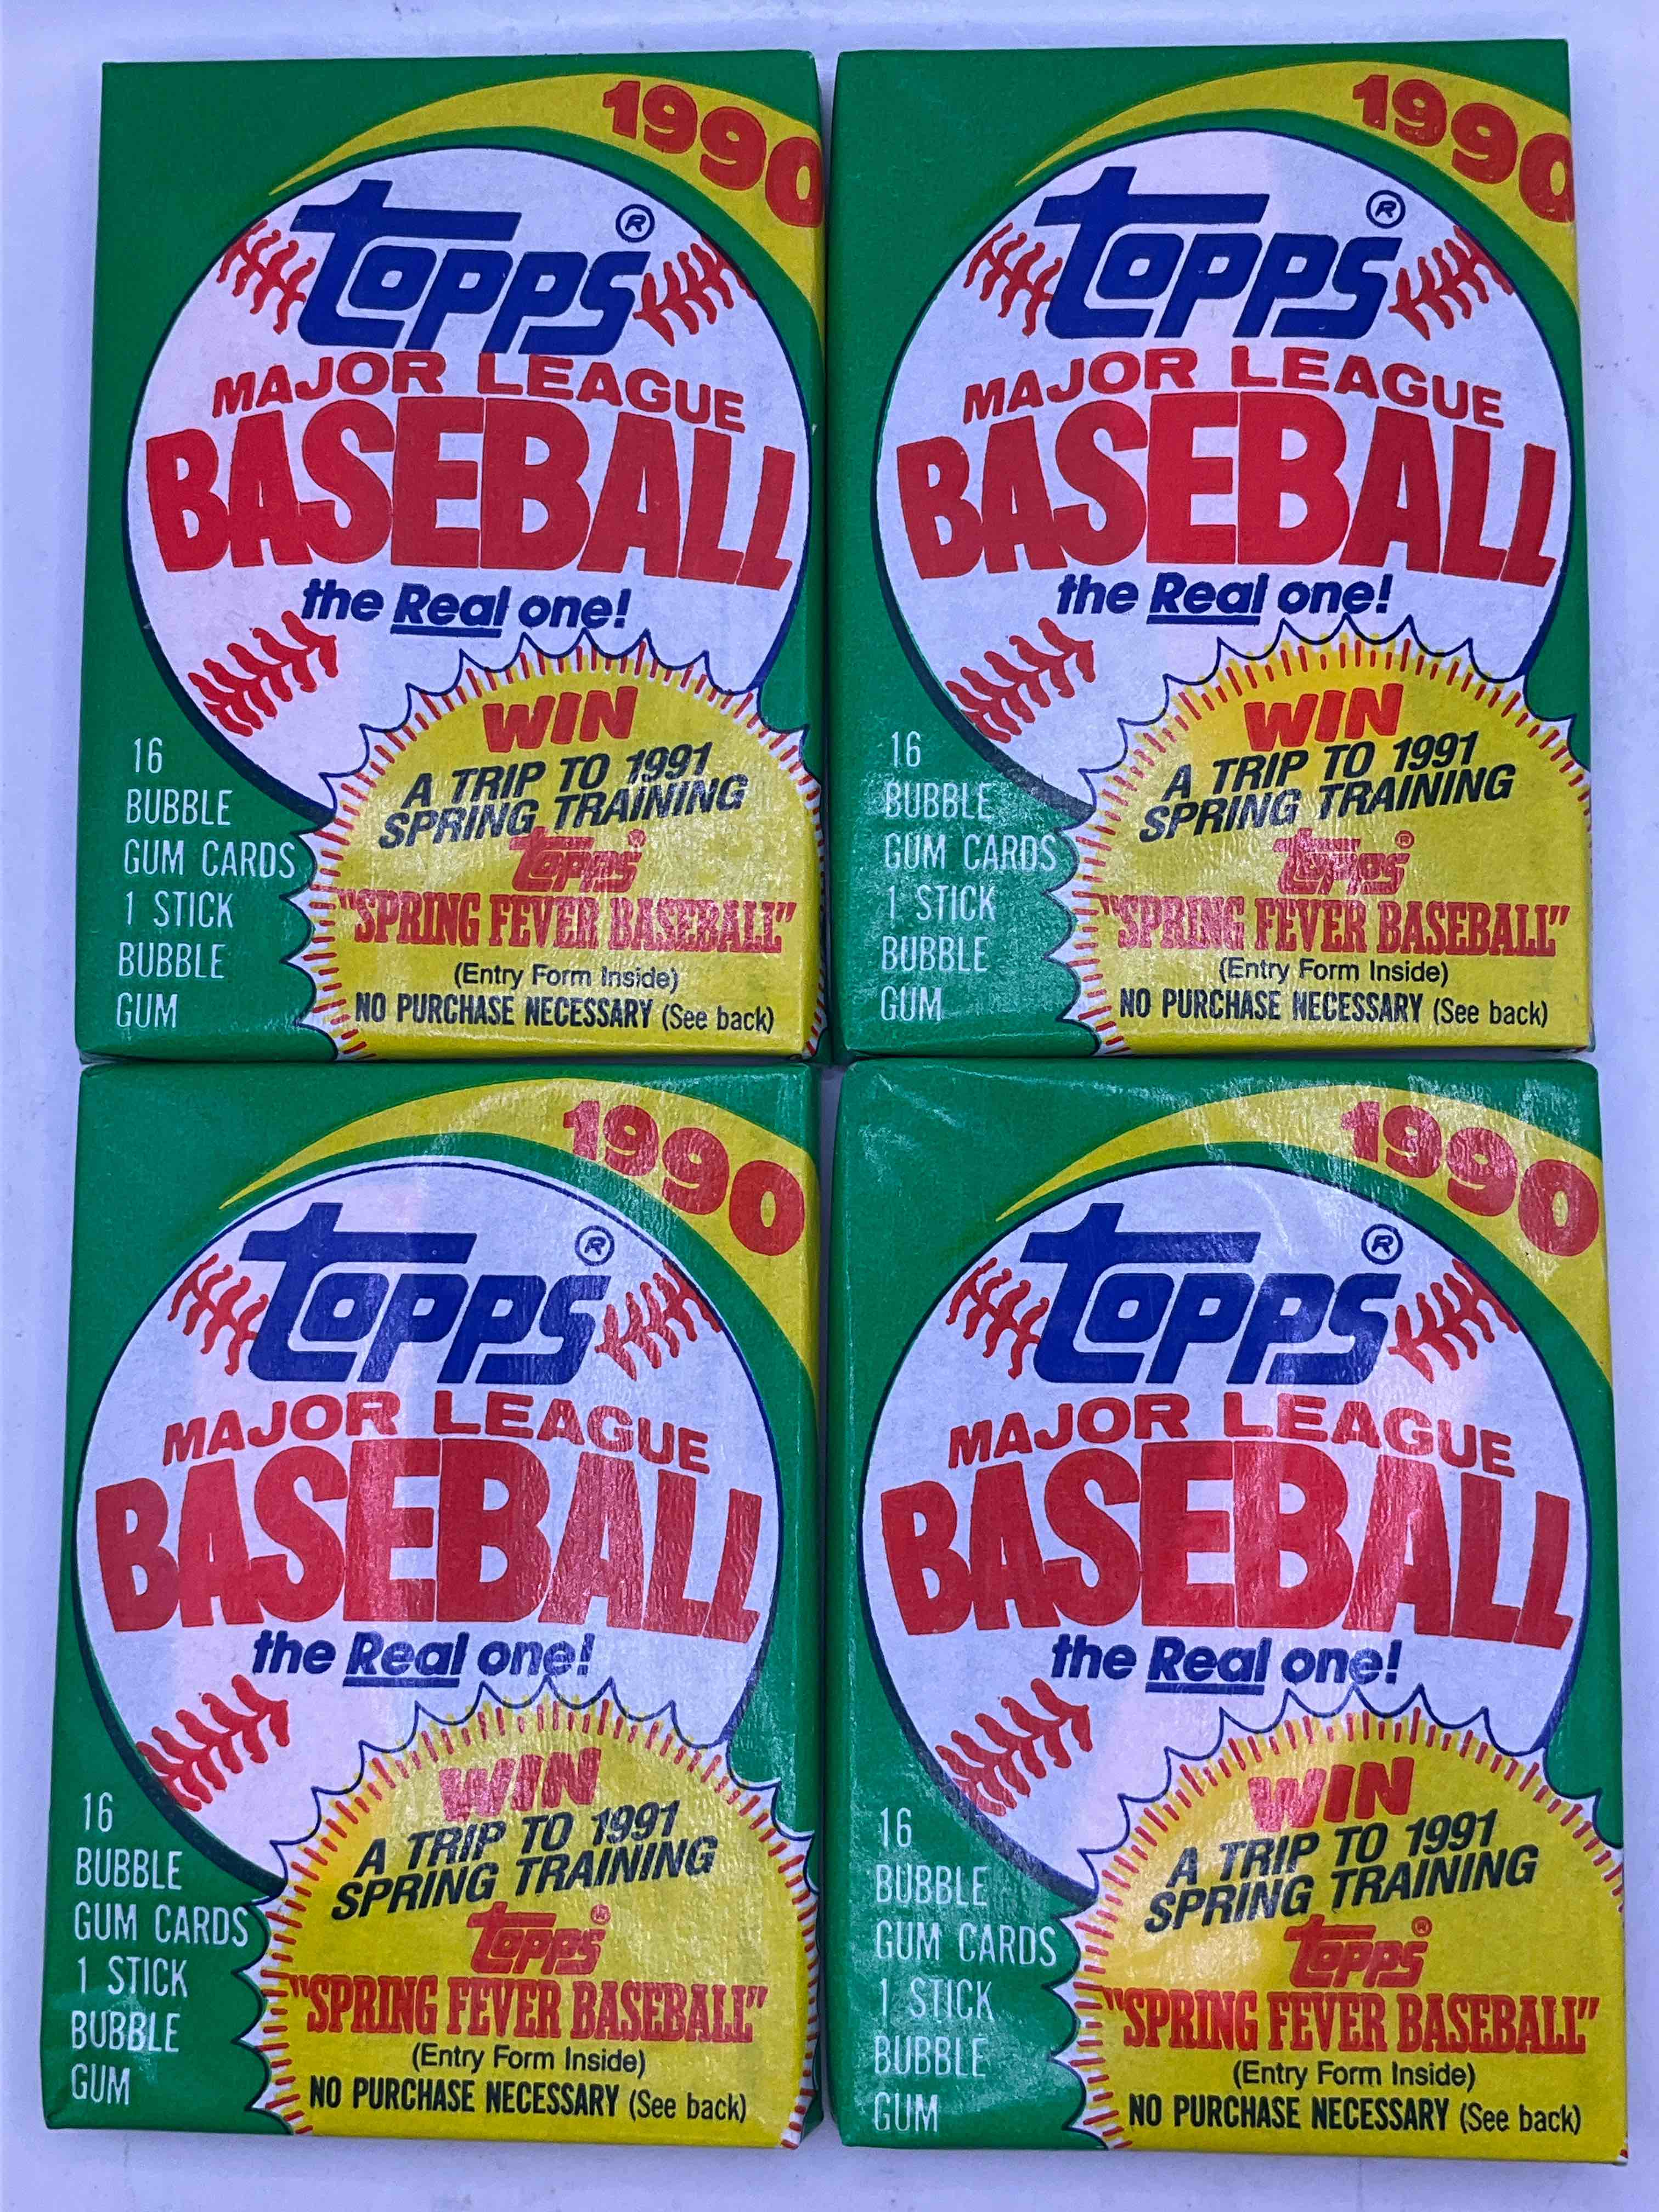 1990
topps®
MAJOR LEAGUE
BASEBALL
the Real one!
WIN
A TRIP TO 1991
SPRING TRAINING
topps®
"SPRING FEVER BASEBALL"
(Entry Form Inside)
NO PURCHASE NECESSARY (See back)
16
BUBBLE
GUM CARDS
1 STICK
BUBBLE
GUM
1990
topps®
MAJOR LEAGUE
BASEBALL
the Real one!
WIN
A TRIP TO 1991
SPRING TRAINING
topps®
"SPRING FEVER BASEBALL"
(Entry Form Inside)
NO PURCHASE NECESSARY (See back)
16
BUBBLE
GUM CARDS
1 STICK
BUBBLE
GUM
1990
topps®
MAJOR LEAGUE
BASEBALL
the Real one!
WIN
A TRIP TO 1991
SPRING TRAINING
topps®
"SPRING FEVER BASEBALL"
(Entry Form Inside)
NO PURCHASE NECESSARY (See back)
16
BUBBLE
GUM CARDS
1 STICK
BUBBLE
GUM
1990
topps®
MAJOR LEAGUE
BASEBALL
the Real one!
WIN
A TRIP TO 1991
SPRING TRAINING
topps®
"SPRING FEVER BASEBALL"
(Entry Form Inside)
NO PURCHASE NECESSARY (See back)
16
BUBBLE
GUM CARDS
1 STICK
BUBBLE
GUM